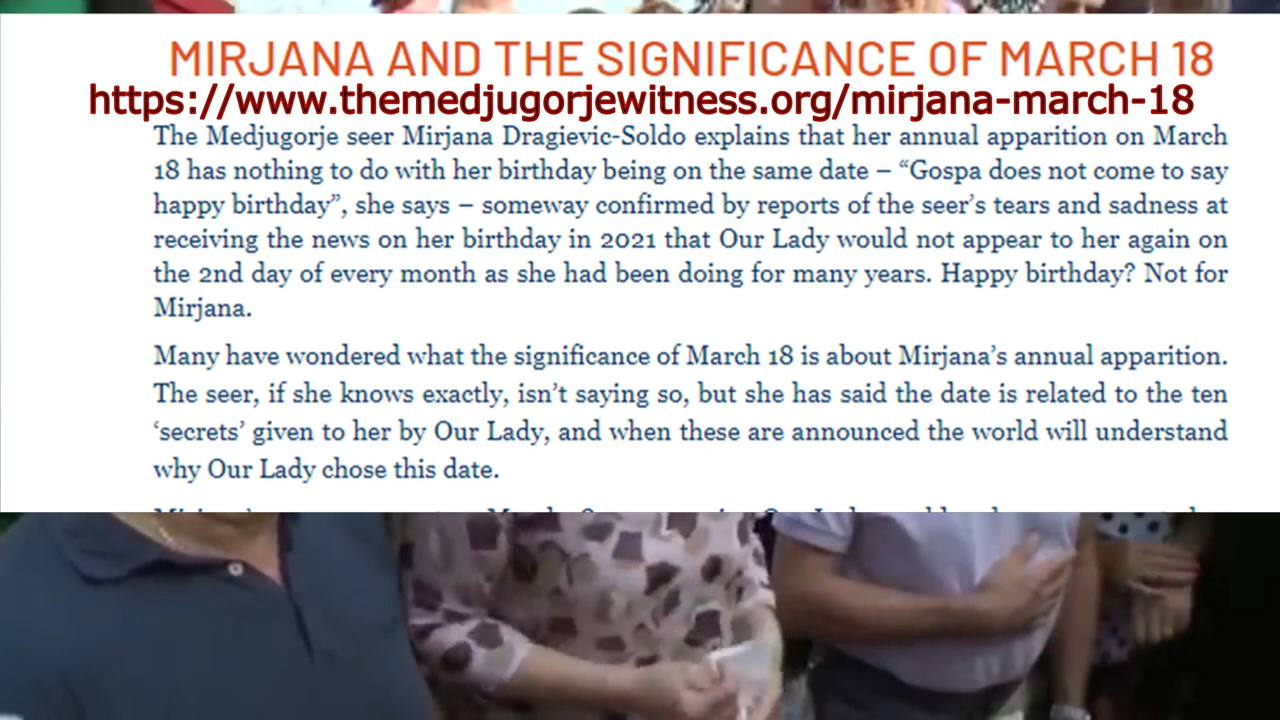 MIRJANA AND THE SIGNIFICANCE OF MARCH 18
https://www.themedjugorjewitness.org/mirjana-march-18
The Medjugorje seer Mirjana Dragievic-Soldo explains that her annual apparition on March
18 has nothing to do with her birthday being on the same date – “Gospa does not come to say
happy birthday”, she says – someway confirmed by reports of the seer’s tears and sadness at
receiving the news on her birthday in 2021 that Our Lady would not appear to her again on
the 2nd day of every month as she had been doing for many years. Happy birthday? Not for
Mirjana.
Many have wondered what the significance of March 18 is about Mirjana’s annual apparition.
The seer, if she knows exactly, isn’t saying so, but she has said the date is related to the ten
‘secrets’ given to her by Our Lady, and when these are announced the world will understand
why Our Lady chose this date.